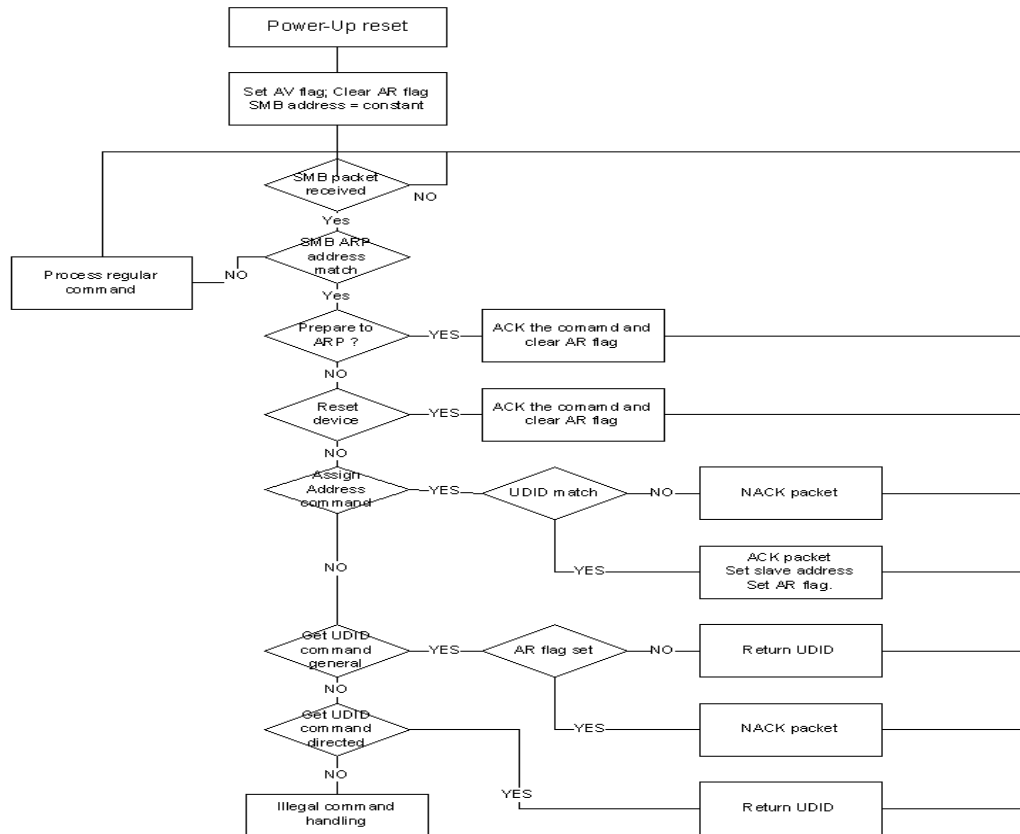 Power-Up reset
Set AV flag; Clear AR flag
SMB address = constant
SMB packet
received
NO
Yes
SMB ARP
address
match
NO
Process regular
command
Yes
Prepare to
ARP ?
YES
ACK the comamd and
clear AR flag
NO
Reset
device
YES
ACK the comamd and
clear AR flag
NO
Assign
Address
command
YES
UDID match
NO
NACK packet
YES
ACK packet
Set slave address
Set AR flag.
NO
Get UDID
command
general
YES
AR flag set
NO
Return UDID
NO
YES
NACK packet
Get UDID
command
directed
NO
YES
Return UDID
Illegal command
handling